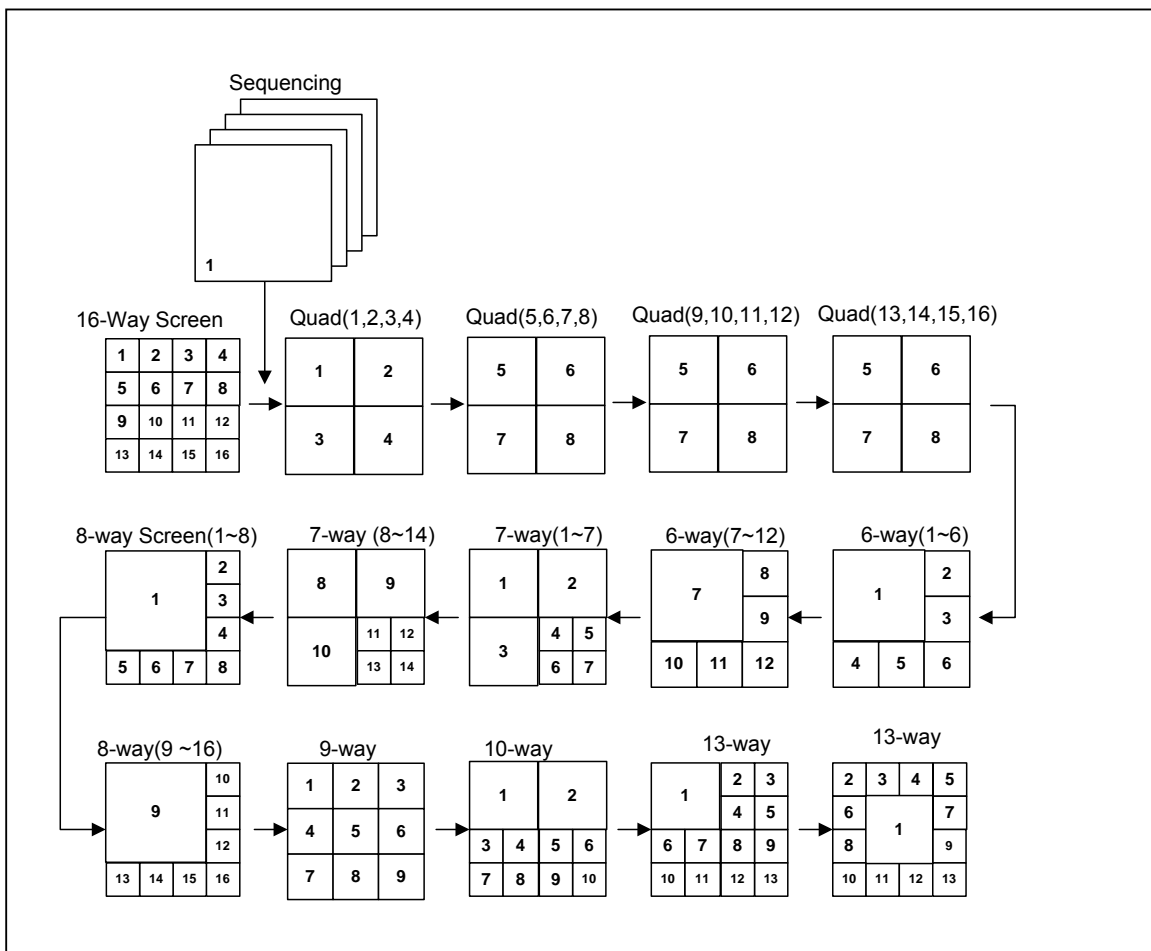 Sequencing
1
16-Way Screen
Quad(1,2,3,4)
Quad(5,6,7,8)
Quad(9,10,11,12)
Quad(13,14,15,16)
1 2 3 4
5 6 7 8
9 10 11 12
13 14 15 16
1 2
3 4
5 6
7 8
5 6
7 8
5 6
7 8
8-way Screen(1~8)
7-way (8~14)
7-way(1~7)
6-way(7~12)
6-way(1~6)
1 2
3
4
5 6 7 8
8 9
10 11 12
13 14
1 2
3 4 5
6 7
7 8
9
10 11 12
1 2
3
4 5 6
8-way(9 ~16)
9-way
10-way
13-way
13-way
9 10
11
12
13 14 15 16
1 2 3
4 5 6
7 8 9
1 2
3 4 5 6
7 8 9 10
1 2 3
4 5
6 7 8 9
10 11 12 13
2 3 4 5
6 1 7
8 9
10 11 12 13